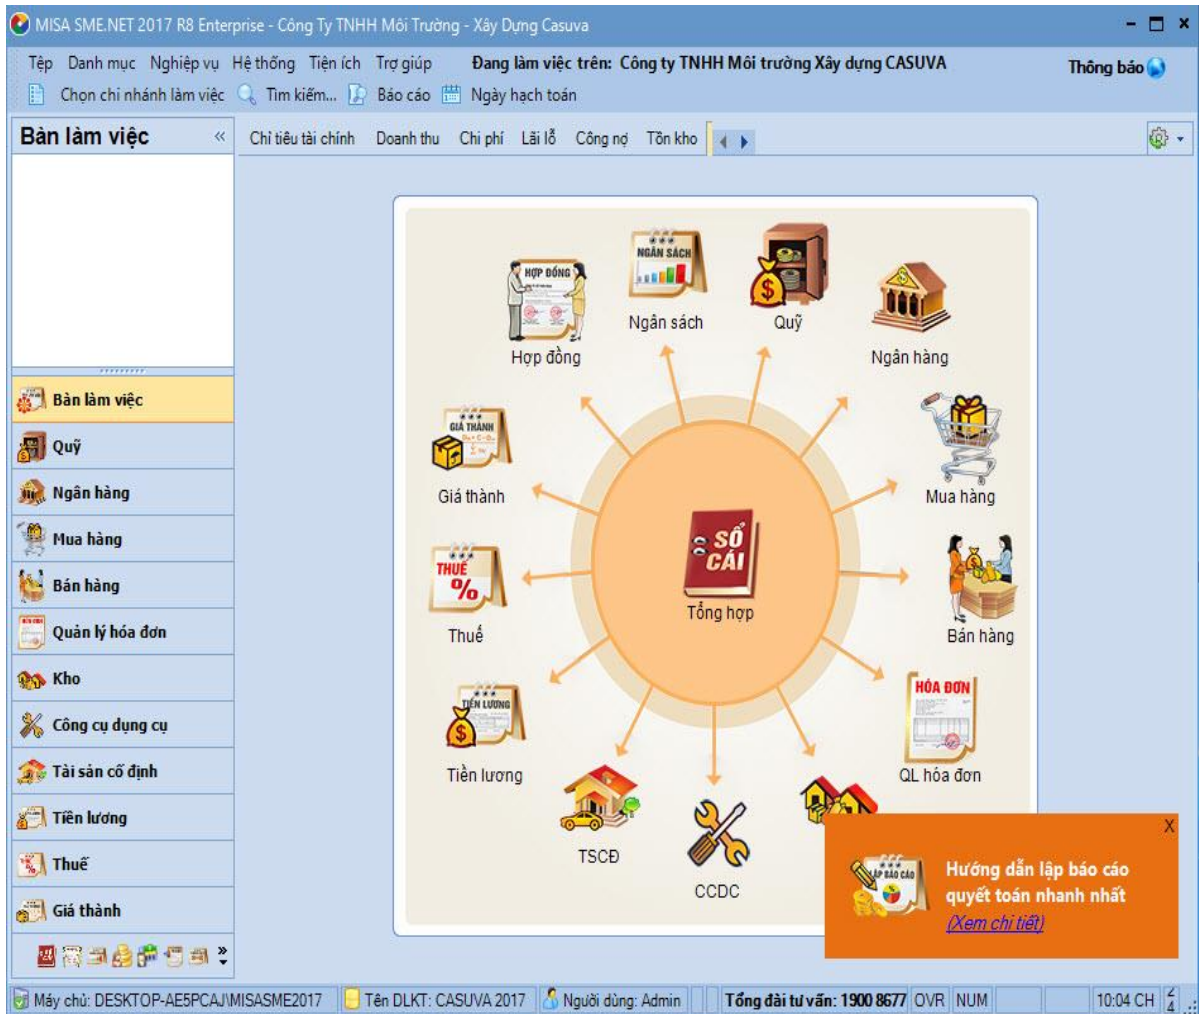 MISA SME.NET 2017 R8 Enterprise - Công Ty TNHH Môi Trường - Xây Dựng Casuva
Tệp Danh mục Nghiệp vụ Hệ thống Tiện ích Trợ giúp Đang làm việc trên: Công ty TNHH Môi trường Xây dựng CASUVA Thông báo
Chọn chi nhánh làm việc Tìm kiếm... Báo cáo Ngày hạch toán
Bàn làm việc « Chỉ tiêu tài chính Doanh thu Chi phí Lãi lỗ Công nợ Tồn kho
Bàn làm việc
Quỹ
Ngân hàng
Mua hàng
Bán hàng
Quản lý hóa đơn
Kho
Công cụ dụng cụ
Tài sản cố định
Tiền lương
Thuế
Giá thành
HỢP ĐỒNG
Hợp đồng
NGÂN SÁCH
Ngân sách
Quỹ
Ngân hàng
GIÁ THÀNH
Giá thành
Mua hàng
THUẾ
%
Thuế
SỔ
CÁI
Tổng hợp
Bán hàng
TIỀN LƯƠNG
Tiền lương
HÓA ĐƠN
QL hóa đơn
TSCĐ
CCDC
X
LẬP BÁO CÁO
Hướng dẫn lập báo cáo
quyết toán nhanh nhất
(Xem chi tiết)
Máy chủ: DESKTOP-AE5PCAJ\MISASME2017 Tên DLKT: CASUVA 2017 Người dùng: Admin Tổng đài tư vấn: 1900 8677 OVR NUM 10:04 CH